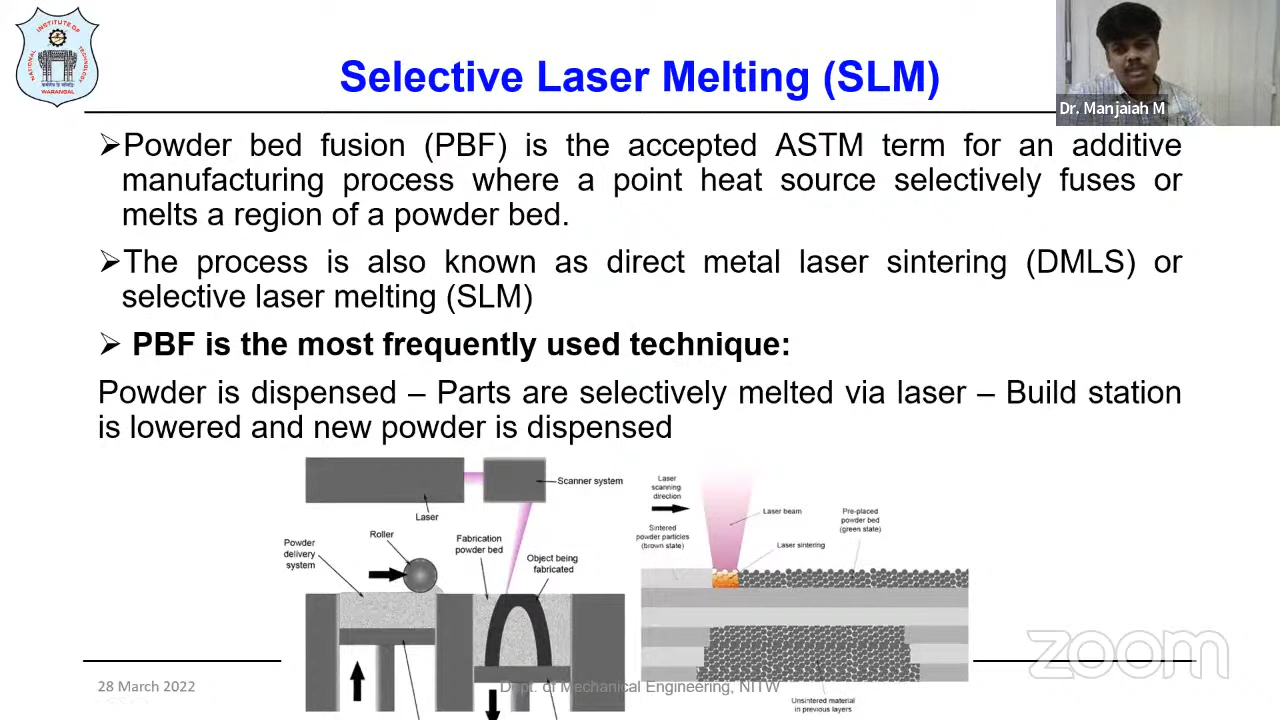 NATIONAL INSTITUTE OF TECHNOLOGY
WARANGAL
Selective Laser Melting (SLM)
Dr. Manjaiah M
➢Powder bed fusion (PBF) is the accepted ASTM term for an additive
manufacturing process where a point heat source selectively fuses or
melts a region of a powder bed.
➢The process is also known as direct metal laser sintering (DMLS) or
selective laser melting (SLM)
➢ PBF is the most frequently used technique:
Powder is dispensed – Parts are selectively melted via laser – Build station
is lowered and new powder is dispensed
Scanner system
Laser
Roller
Powder
delivery
system
Fabrication
powder bed
Object being
fabricated
Laser
scanning
direction
Sintered
powder particles
(brown state)
Laser beam
Laser sintering
Pre-placed
powder bed
(green state)
Unsintered material
in previous layers
zoom
28 March 2022
Dept. of Mechanical Engineering, NITW